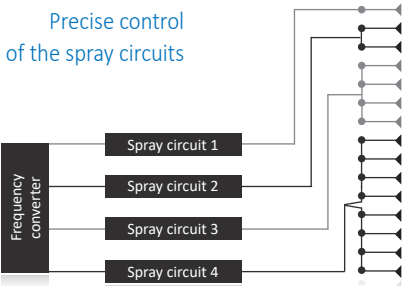 Precise control
of the spray circuits
Frequency
converter
Spray circuit 1
Spray circuit 2
Spray circuit 3
Spray circuit 4